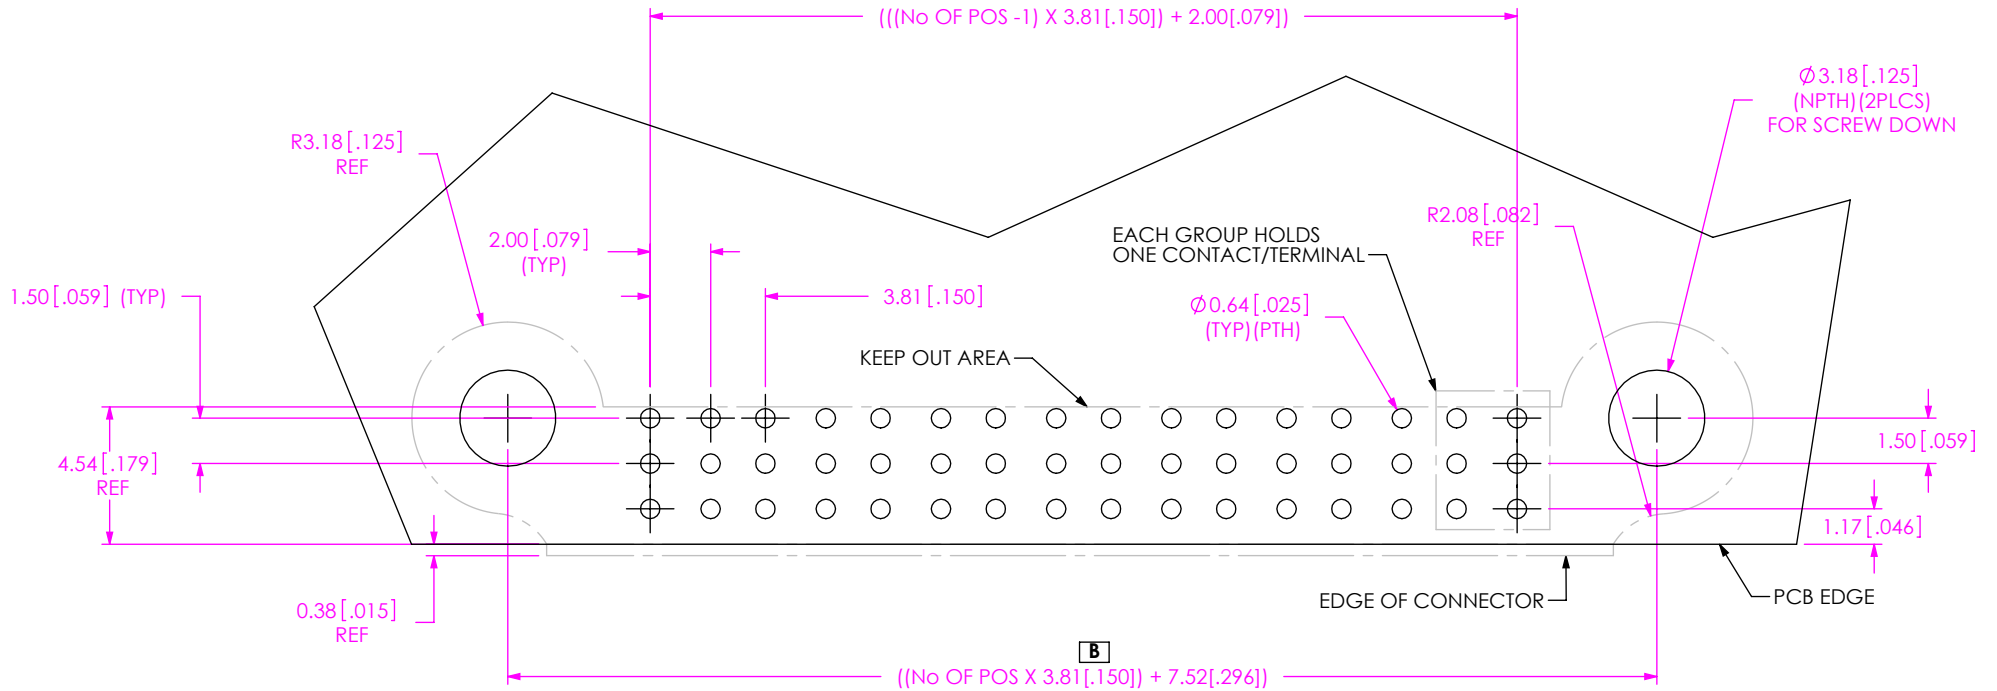 (((No OF POS -1) X 3.81[.150]) + 2.00[.079])
Ø3.18[.125]
(NPTH)(2PLCS)
FOR SCREW DOWN
R3.18[.125]
REF
2.00[.079]
(TYP)
EACH GROUP HOLDS
ONE CONTACT/TERMINAL
R2.08[.082]
REF
1.50[.059] (TYP)
3.81[.150]
Ø0.64[.025]
(TYP)(PTH)
KEEP OUT AREA
4.54[.179]
REF
1.50[.059]
1.17[.046]
0.38[.015]
REF
EDGE OF CONNECTOR
PCB EDGE
B
((No OF POS X 3.81[.150]) + 7.52[.296])